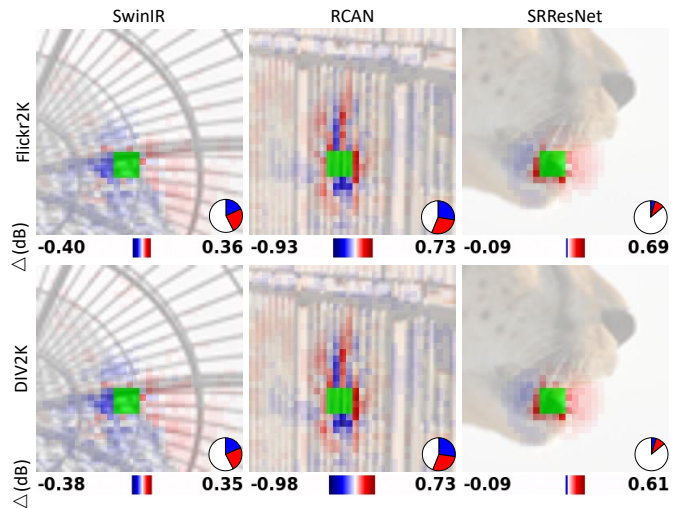 SwinIR RCAN SRResNet
Flickr2K
△ (dB) -0.40 0.36 -0.93 0.73 -0.09 0.69
DIV2K
△ (dB) -0.38 0.35 -0.98 0.73 -0.09 0.61